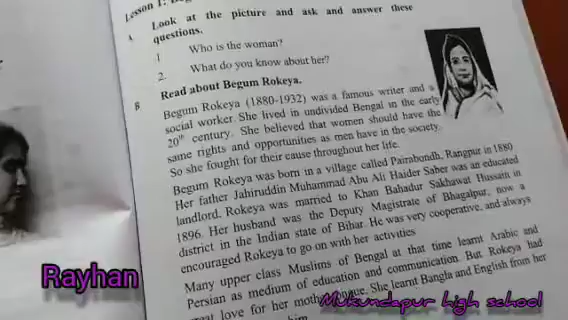 Lesson 1:
A Look at the picture and ask and answer these
questions.
1 Who is the woman?
2. What do you know about her?
B Read about Begum Rokeya.
Begum Rokeya (1880-1932) was a famous writer and a
social worker. She lived in undivided Bengal in the early
20th century. She believed that women should have the
same rights and opportunities as men have in the society.
So she fought for their cause throughout her life.
Begum Rokeya was born in a village called Pairabondh, Rangpur in 1880
Her father Jahiruddin Muhammad Abu Ali Haider Saber was an educated
landlord. Rokeya was married to Khan Bahadur Sakhawat Hussain in
1896. Her husband was the Deputy Magistrate of Bhagalpur, now a
district in the Indian state of Bihar. He was very cooperative, and always
encouraged Rokeya to go on with her activities
Many upper class Muslims of Bengal at that time learnt Arabic and
Persian as medium of education and communication. But Rokeya had
love for her She learnt Bangla and English from her
Rayhan
Mukundapur high school